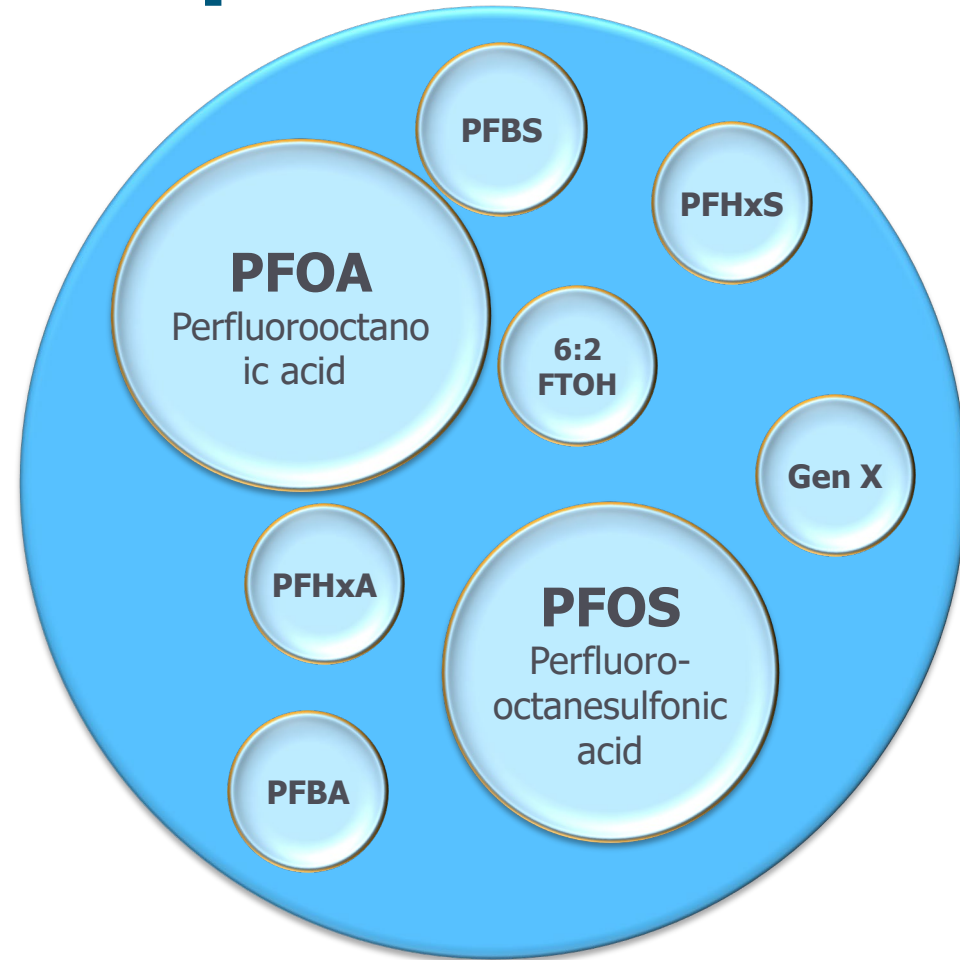 PFBS
PFHxS
PFOA
Perfluorooctano
ic acid
6:2
FTOH
Gen X
PFHxA
PFOS
Perfluoro-
octanesulfonic
acid
PFBA